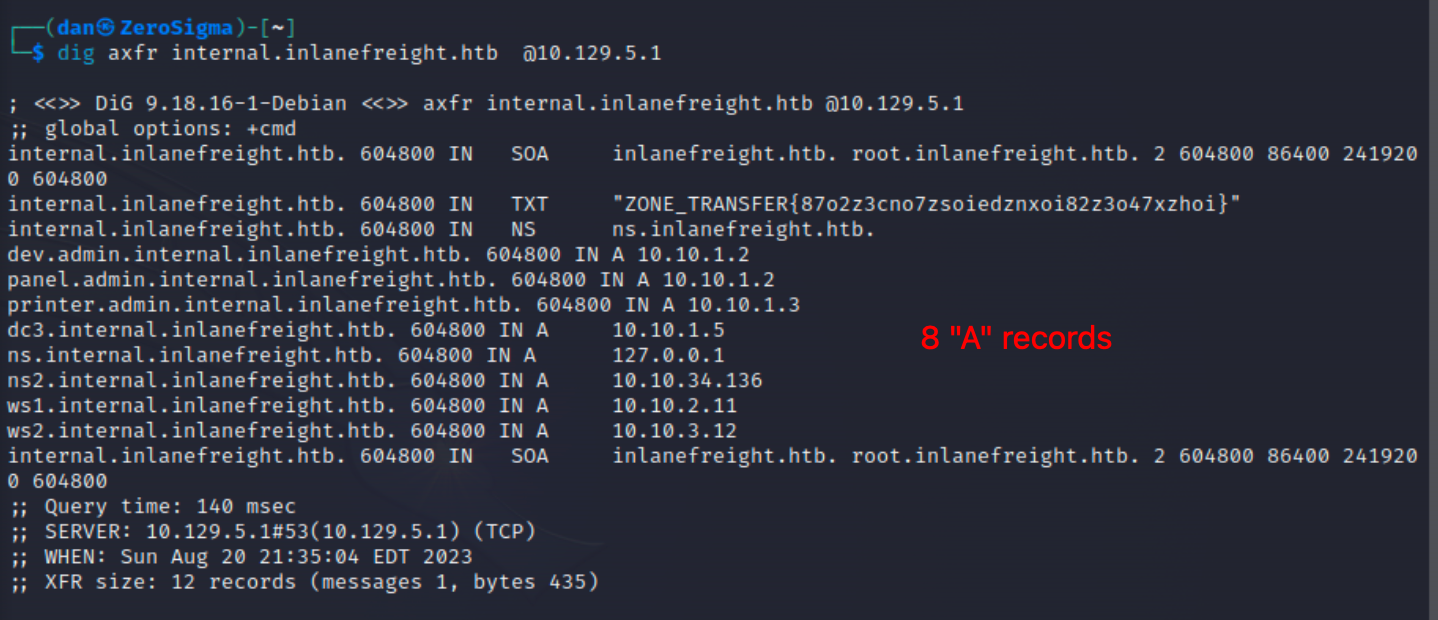 ┌──(dan㉿ZeroSigma)-[~]
└─$ dig axfr internal.inlanefreight.htb  @10.129.5.1
; <<>> DiG 9.18.16-1-Debian <<>> axfr internal.inlanefreight.htb @10.129.5.1
;; global options: +cmd
internal.inlanefreight.htb. 604800 IN   SOA     inlanefreight.htb. root.inlanefreight.htb. 2 604800 86400 241920
0 604800
internal.inlanefreight.htb. 604800 IN   TXT     "ZONE_TRANSFER{87o2z3cno7zsoiedznxoi82z3o47xzhoi}"
internal.inlanefreight.htb. 604800 IN   NS      ns.inlanefreight.htb.
dev.admin.internal.inlanefreight.htb. 604800 IN A 10.10.1.2
panel.admin.internal.inlanefreight.htb. 604800 IN A 10.10.1.2
printer.admin.internal.inlanefreight.htb. 604800 IN A 10.10.1.3
dc3.internal.inlanefreight.htb. 604800 IN A     10.10.1.5
8 "A" records
ns.internal.inlanefreight.htb. 604800 IN A      127.0.0.1
ns2.internal.inlanefreight.htb. 604800 IN A     10.10.34.136
ws1.internal.inlanefreight.htb. 604800 IN A     10.10.2.11
ws2.internal.inlanefreight.htb. 604800 IN A     10.10.3.12
internal.inlanefreight.htb. 604800 IN   SOA     inlanefreight.htb. root.inlanefreight.htb. 2 604800 86400 241920
0 604800
;; Query time: 140 msec
;; SERVER: 10.129.5.1#53(10.129.5.1) (TCP)
;; WHEN: Sun Aug 20 21:35:04 EDT 2023
;; XFR size: 12 records (messages 1, bytes 435)